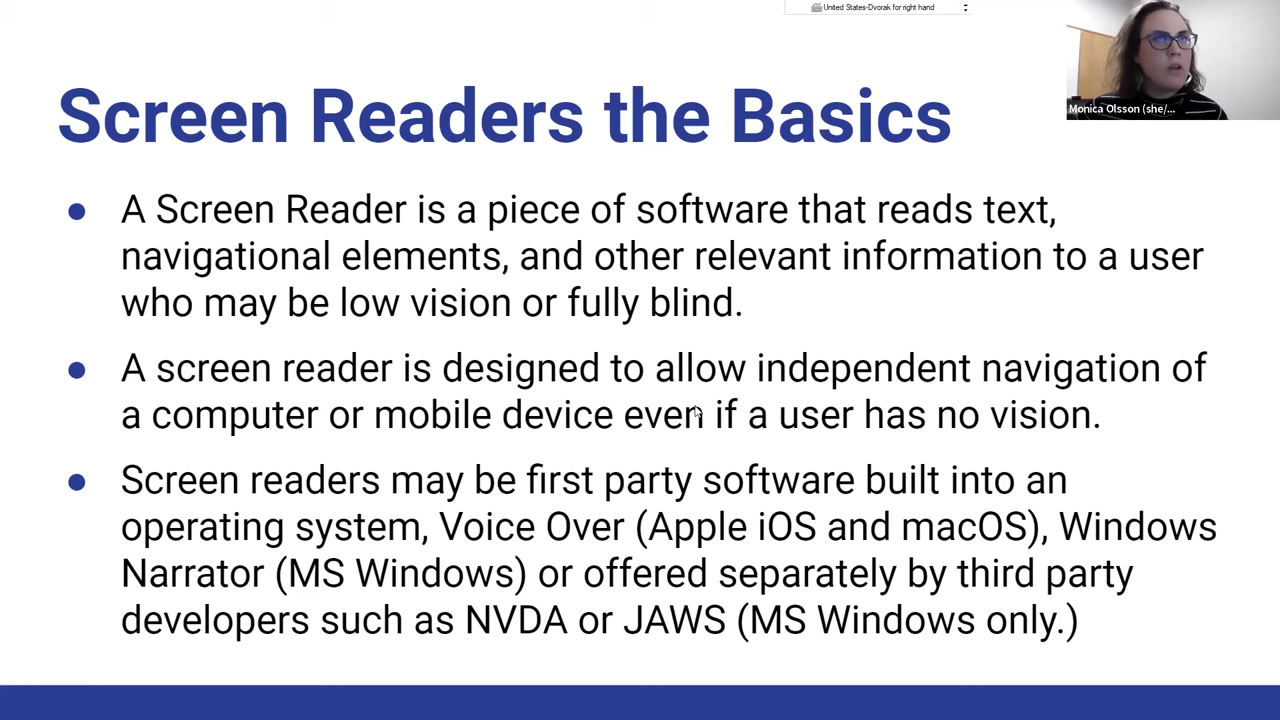 United States-Dvorak for right hand
Monica Olsson (she/...
Screen Readers the Basics
● A Screen Reader is a piece of software that reads text,
navigational elements, and other relevant information to a user
who may be low vision or fully blind.
● A screen reader is designed to allow independent navigation of
a computer or mobile device even if a user has no vision.
● Screen readers may be first party software built into an
operating system, Voice Over (Apple iOS and macOS), Windows
Narrator (MS Windows) or offered separately by third party
developers such as NVDA or JAWS (MS Windows only.)